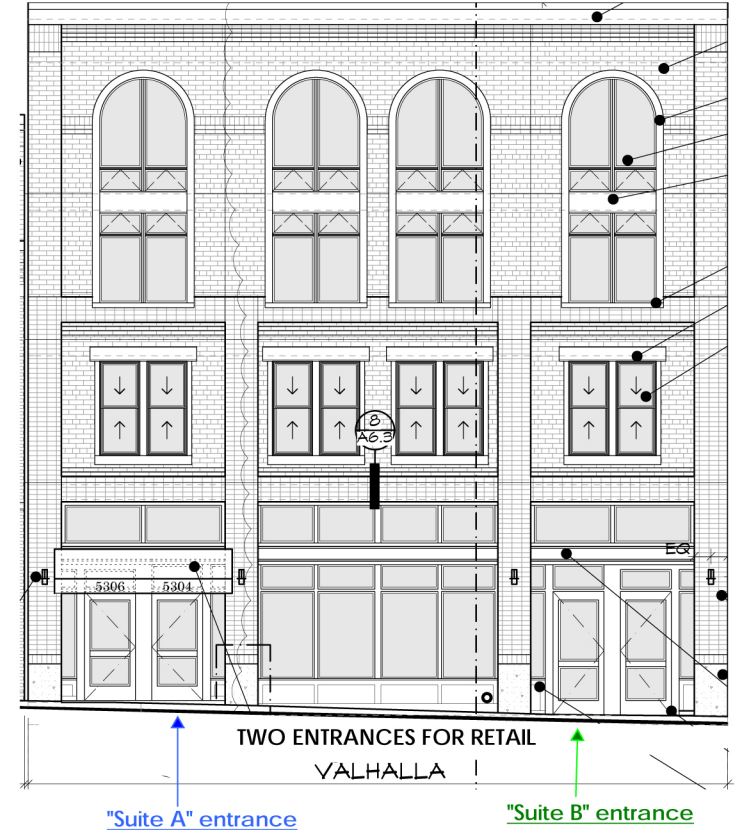 8
A6.3
EQ
5306 5304
TWO ENTRANCES FOR RETAIL
VALHALLA
"Suite A" entrance
"Suite B" entrance